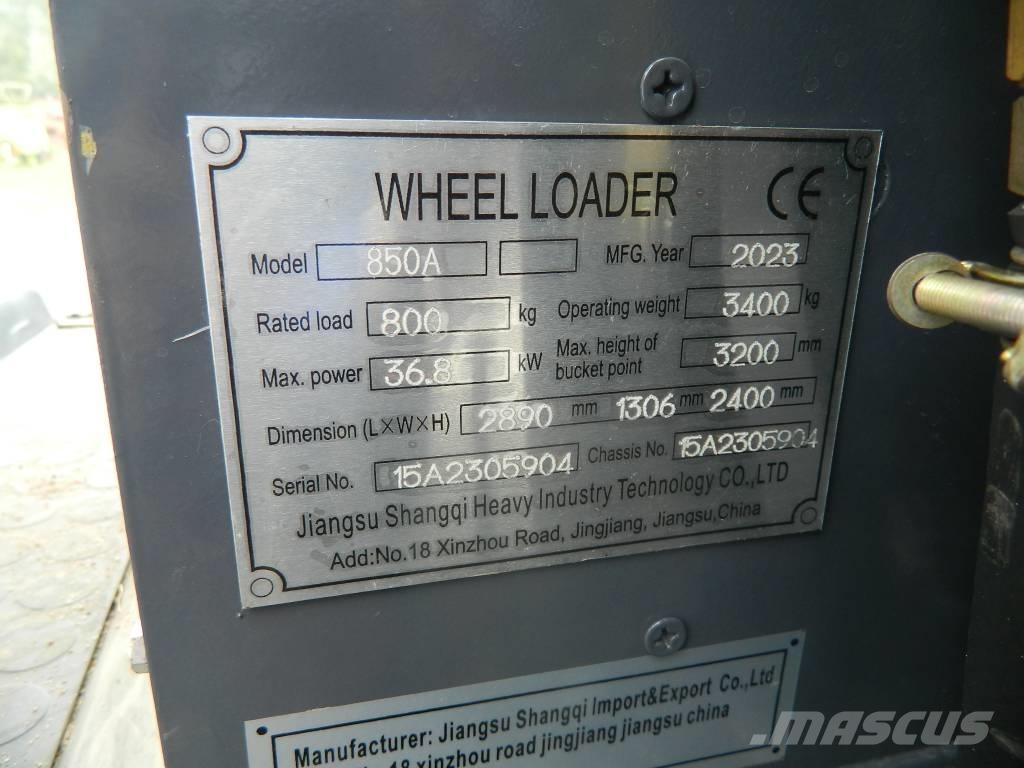 WHEEL LOADER CE
Model 850A MFG. Year 2023
Rated load 800 kg Operating weight 3400 kg
Max. power 36.8 kW Max. height of bucket point 3200 mm
Dimension (L×W×H) 2890 mm 1306 mm 2400 mm
Serial No. 15A2305904 Chassis No. 15A2305904
Jiangsu Shangqi Heavy Industry Technology CO.,LTD
Add:No.18 Xinzhou Road, Jingjiang, Jiangsu,China
Manufacturer: Jiangsu Shangqi Import&Export Co.,Ltd
18 xinzhou road jingjiang jiangsu china
MASCUS